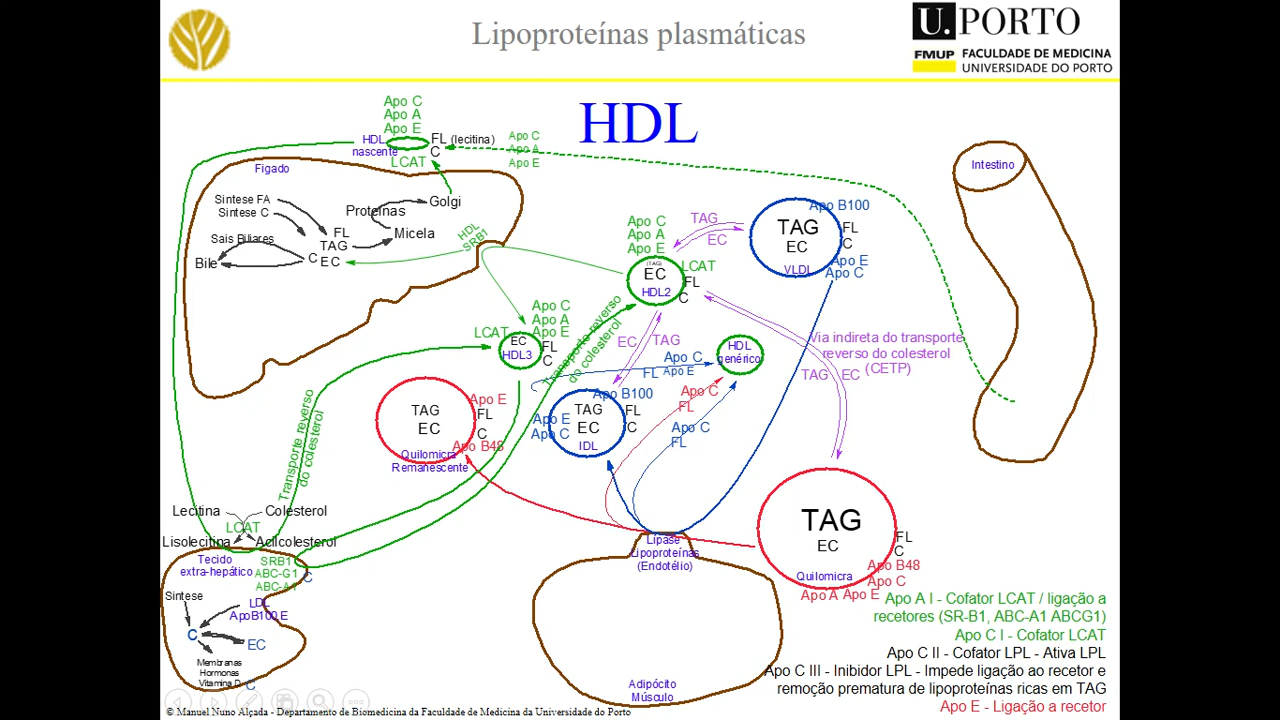 Lipoproteínas plasmáticas
U. PORTO
FMUP FACULDADE DE MEDICINA
UNIVERSIDADE DO PORTO
HDL
Apo C
Apo A
Apo E
HDL
nascente
FL (lecitina)
C
LCAT
Apo C
Apo A
Apo E
Fígado
Sintese FA
Sintese C
Sais Biliares
Bile
FL
TAG
C EC
Proteínas
Golgi
Micela
HDL
SRB1
Intestino
Apo C
Apo A
Apo E
(TAG)
EC
HDL2
LCAT
FL
C
TAG
EC
Apo B100
TAG
EC
VLDL
FL
C
Apo E
Apo C
Apo C
Apo A
Apo E
LCAT
EC
HDL3
FL
C
Transporte reverso
do colesterol
EC TAG
HDL
genérico
Via indireta do transporte
reverso do colesterol
(CETP)
TAG EC
Apo C
FL Apo E
Apo B100
Apo E
Apo C
TAG
EC
IDL
FL
C
Apo C
FL
Apo C
FL
TAG
EC
Apo E
FL
C
Apo B48
Quilomicra
Remanescente
Transporte reverso
do colesterol
Lecitina Colesterol
LCAT
Lisolecitina Acilcolesterol
Tecido
extra-hepático
SRB1
ABC-G1
ABC-A1
C
Síntese
LDL
ApoB100 E
C
EC
Membranas
Hormonas
Vitamina D
C
Lípase
Lipoproteínas
(Endotélio)
Adipócito
Músculo
TAG
EC
Quilomicra
FL
C
Apo B48
Apo C
Apo A Apo E
Apo A I - Cofator LCAT / ligação a
recetores (SR-B1, ABC-A1 ABCG1)
Apo C I - Cofator LCAT
Apo C II - Cofator LPL - Ativa LPL
Apo C III - Inibidor LPL - Impede ligação ao recetor e
remoção prematura de lipoproteínas ricas em TAG
Apo E - Ligação a recetor
© Manuel Nuno Alçada - Departamento de Biomedicina da Faculdade de Medicina da Universidade do Porto